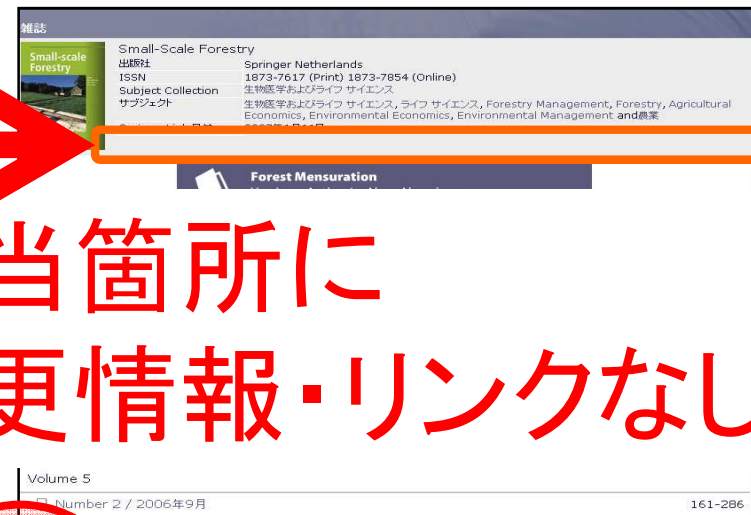 雑誌
Small-scale
Forestry
Small-Scale Forestry
出版社 Springer Netherlands
ISSN 1873-7617 (Print) 1873-7854 (Online)
Subject Collection 生物医学およびライフ サイエンス
サブジェクト 生物医学およびライフ サイエンス, ライフ サイエンス, Forestry Management, Forestry, Agricultural
Economics, Environmental Economics, Environmental Management and農業
Forest Mensuration
当箇所に
更情報・リンクなし
Volume 5
Number 2 / 2006年9月 161-286